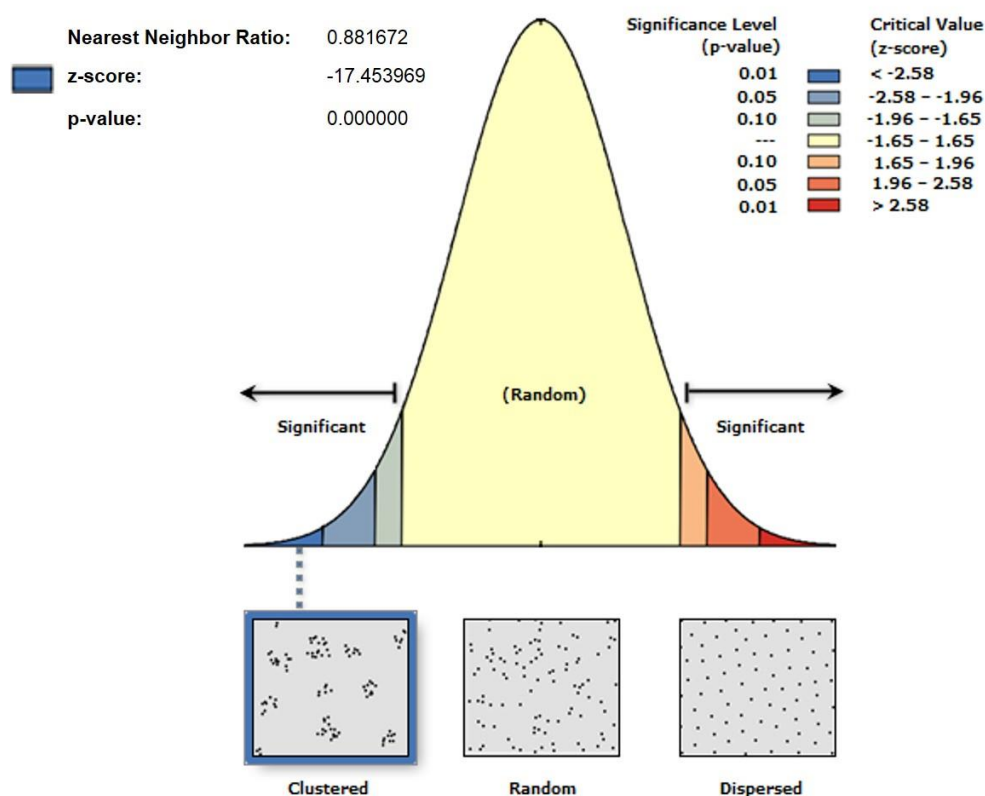 Nearest Neighbor Ratio: 0.881672
z-score: -17.453969
p-value: 0.000000
Significance Level (p-value) Critical Value (z-score)
0.01 < -2.58
0.05 -2.58 – -1.96
0.10 -1.96 – -1.65
--- -1.65 – 1.65
0.10 1.65 – 1.96
0.05 1.96 – 2.58
0.01 > 2.58
(Random)
Significant Significant
Clustered Random Dispersed